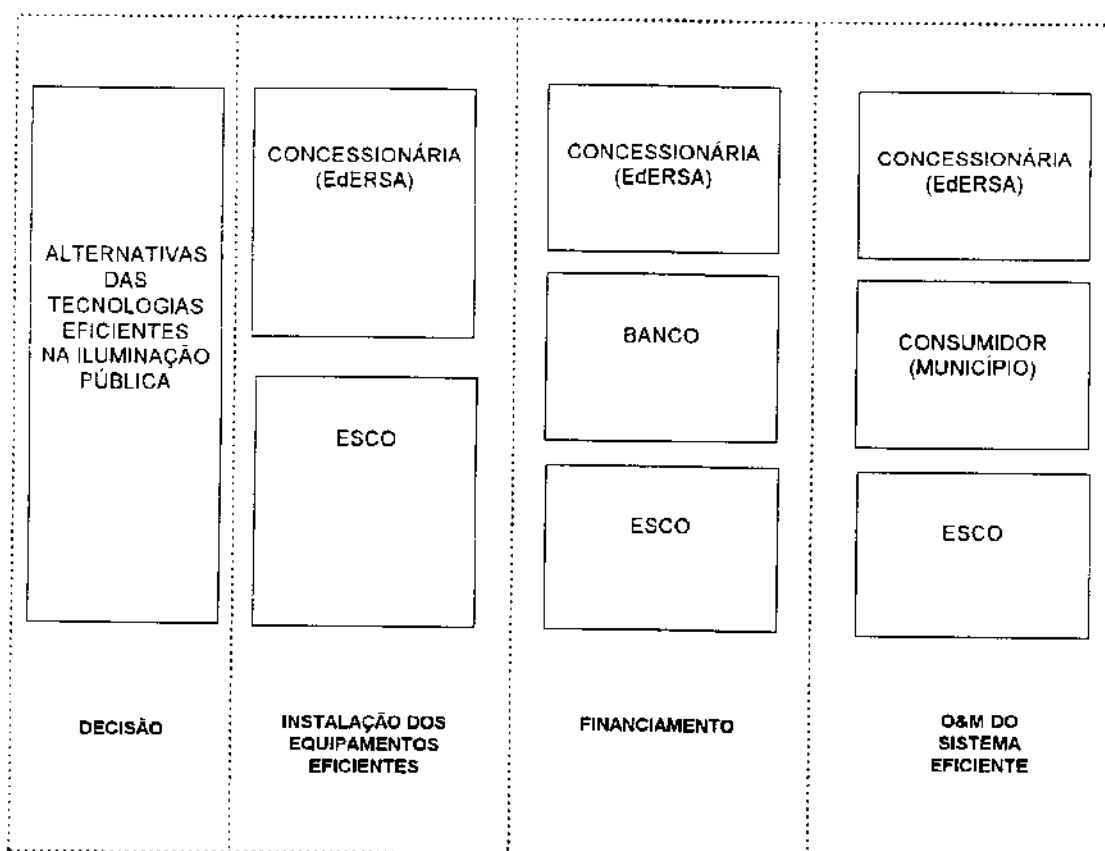 ALTERNATIVAS
DAS
TECNOLOGIAS
EFICIENTES
NA ILUMINAÇÃO
PÚBLICA
DECISÃO
CONCESSIONÁRIA
(EdERSA)
ESCO
INSTALAÇÃO DOS
EQUIPAMENTOS
EFICIENTES
CONCESSIONÁRIA
(EdERSA)
BANCO
ESCO
FINANCIAMENTO
CONCESSIONÁRIA
(EdERSA)
CONSUMIDOR
(MUNICÍPIO)
ESCO
O&M DO
SISTEMA
EFICIENTE